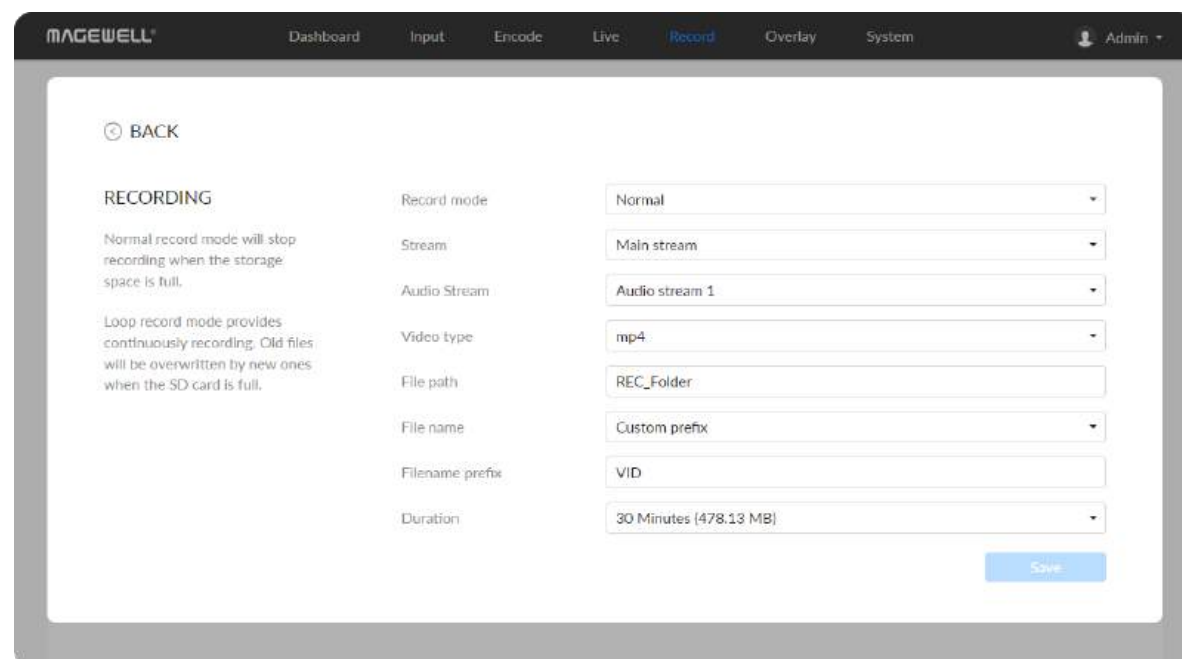 MAGEWELL® Dashboard Input Encode Live Record Overlay System Admin
BACK
RECORDING
Normal record mode will stop
recording when the storage
space is full.
Loop record mode provides
continuously recording. Old files
will be overwritten by new ones
when the SD card is full.
Record mode Normal
Stream Main stream
Audio Stream Audio stream 1
Video type mp4
File path REC_Folder
File name Custom prefix
Filename prefix VID
Duration 30 Minutes (478.13 MB)
Save